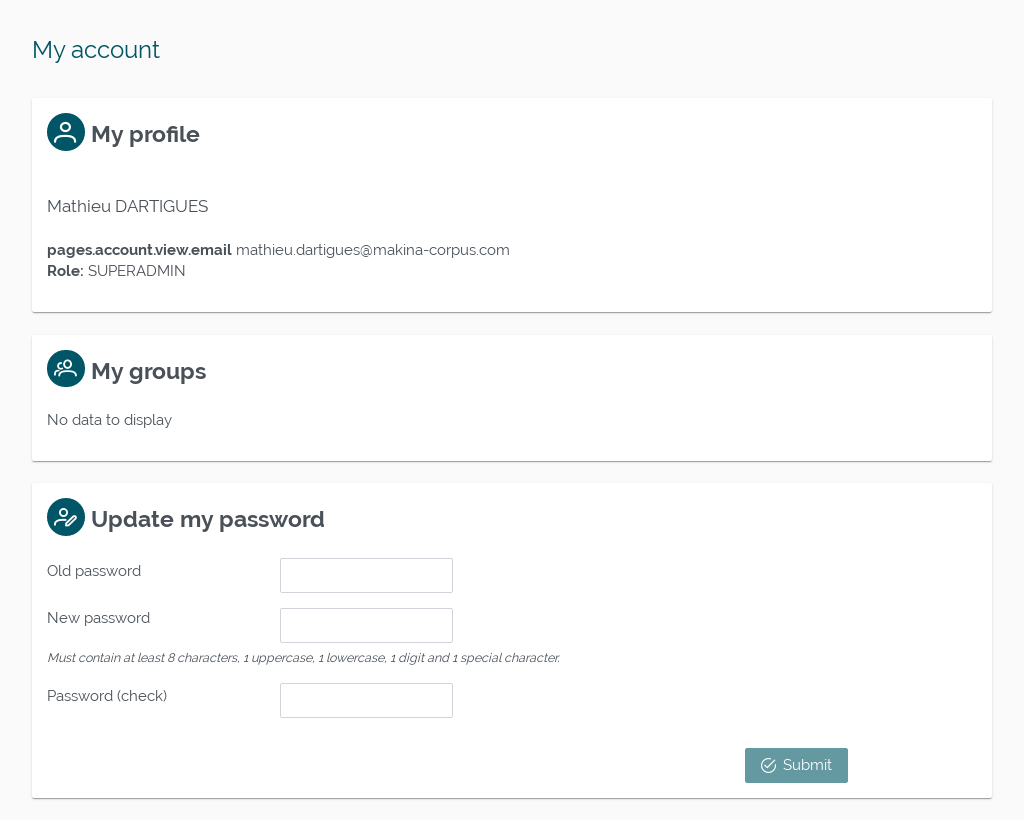 My account
My profile
Mathieu DARTIGUES
pages.account.view.email mathieu.dartigues@makina-corpus.com
Role: SUPERADMIN
My groups
No data to display
Update my password
Old password
New password
Must contain at least 8 characters, 1 uppercase, 1 lowercase, 1 digit and 1 special character.
Password (check)
Submit